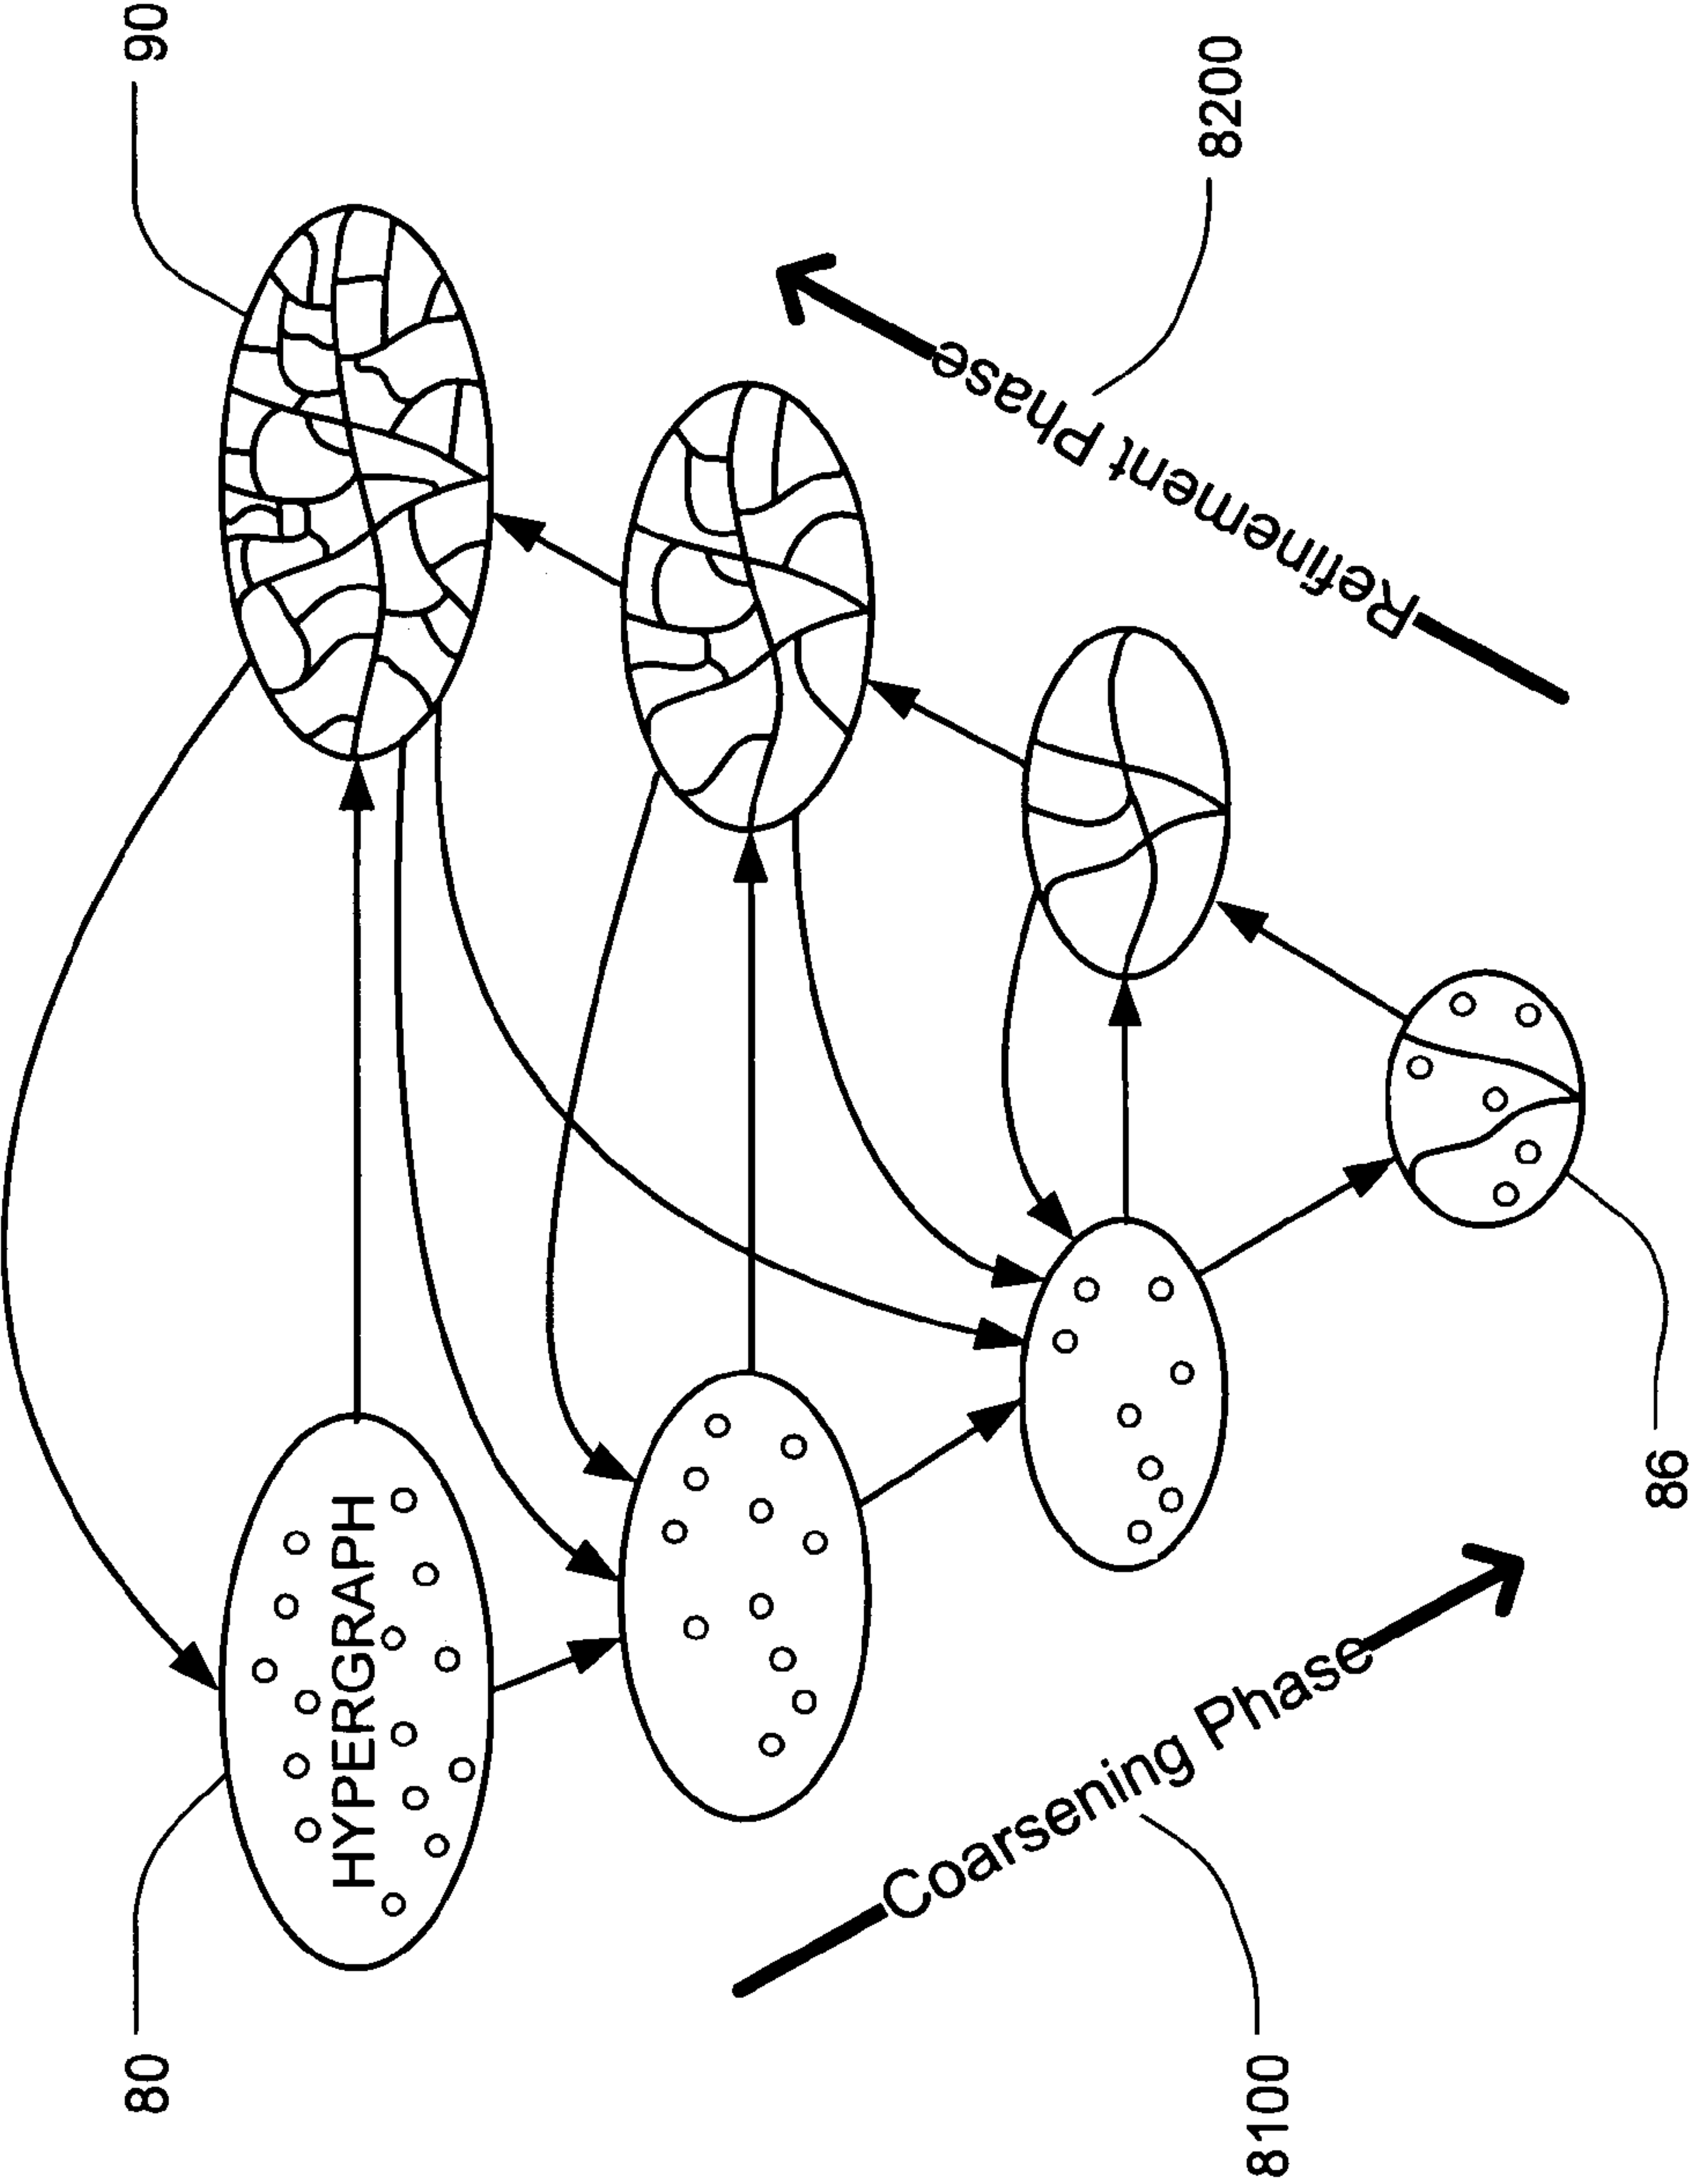 80
90
HYPERGRAPH
Coarsening Phase
Refinement Phase
8100
8200
86